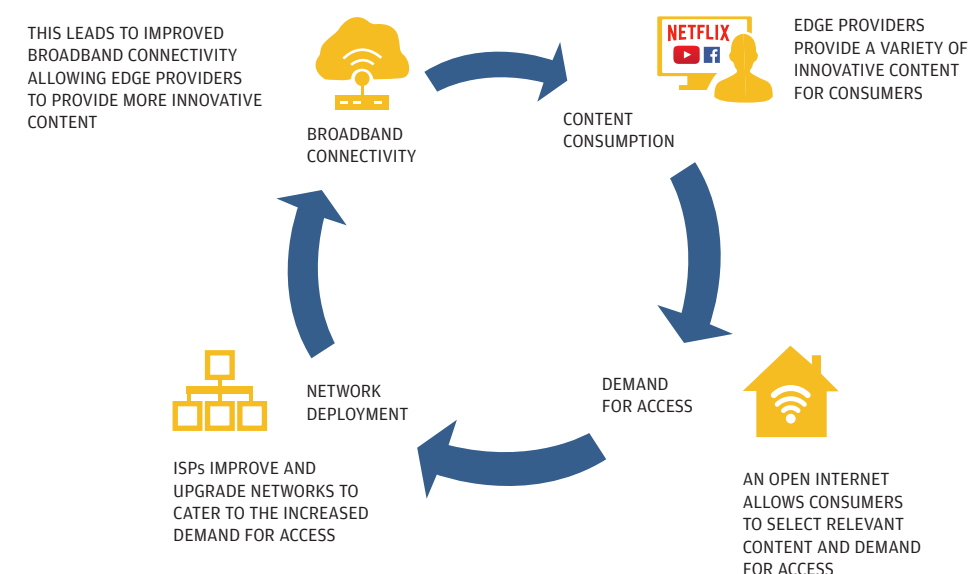 THIS LEADS TO IMPROVED
BROADBAND CONNECTIVITY
ALLOWING EDGE PROVIDERS
TO PROVIDE MORE INNOVATIVE
CONTENT
BROADBAND
CONNECTIVITY
NETFLIX
f
EDGE PROVIDERS
PROVIDE A VARIETY OF
INNOVATIVE CONTENT
FOR CONSUMERS
CONTENT
CONSUMPTION
DEMAND
FOR ACCESS
AN OPEN INTERNET
ALLOWS CONSUMERS
TO SELECT RELEVANT
CONTENT AND DEMAND
FOR ACCESS
NETWORK
DEPLOYMENT
ISPs IMPROVE AND
UPGRADE NETWORKS TO
CATER TO THE INCREASED
DEMAND FOR ACCESS